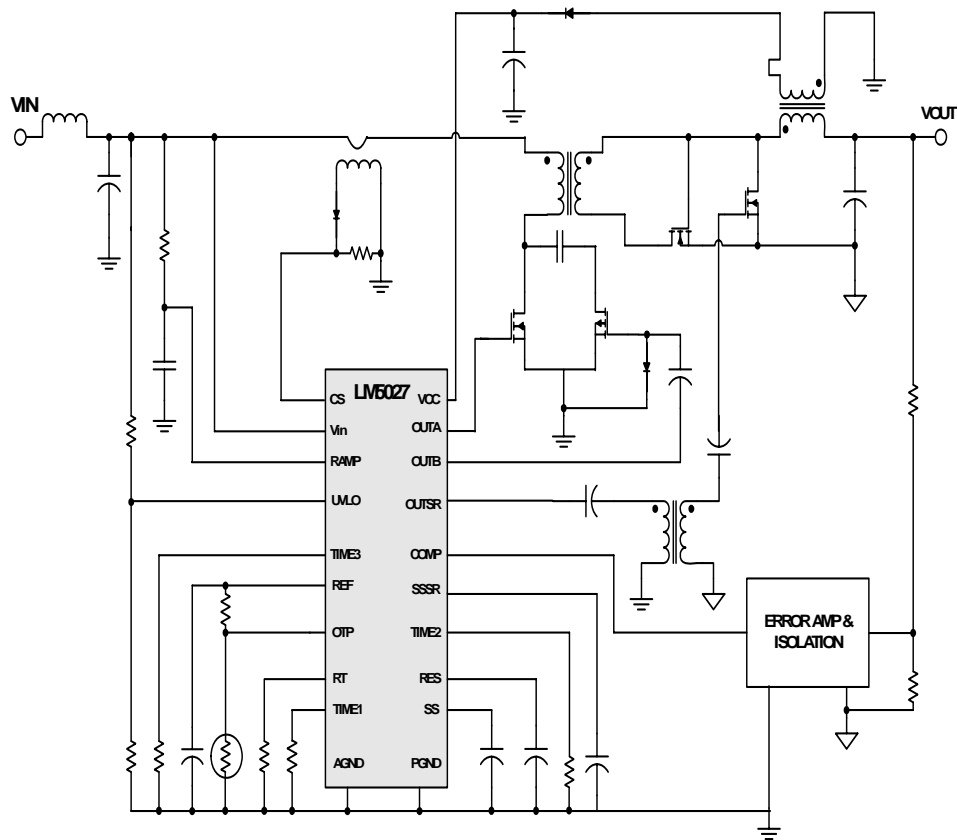 VIN
VOUT
LM5027
CS
VCC
Vin
OUTA
RAMP
OUTB
UVLO
OUTSR
TIME3
COMP
REF
SSSR
OTP
TIME2
RT
RES
TIME1
SS
AGND
PGND
ERROR AMP &
ISOLATION